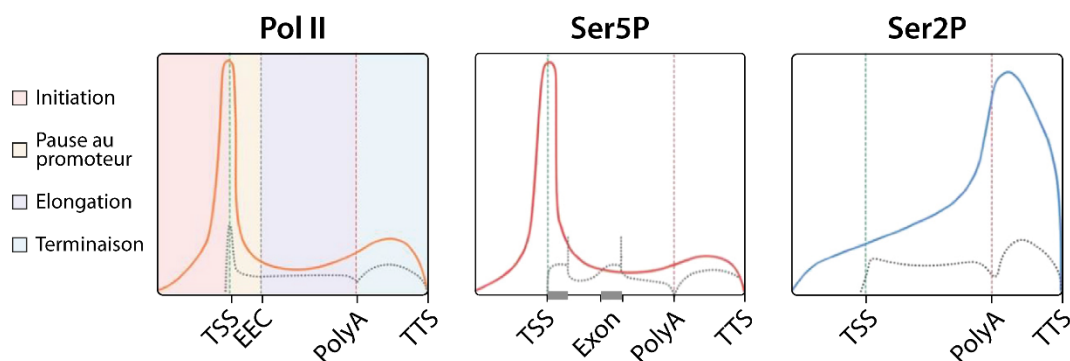 Pol II
Ser5P
Ser2P
Initiation
Pause au
promoteur
Elongation
Terminaison
TSS
EEC
PolyA
TTS
TSS
Exon
PolyA
TTS
TSS
PolyA
TTS